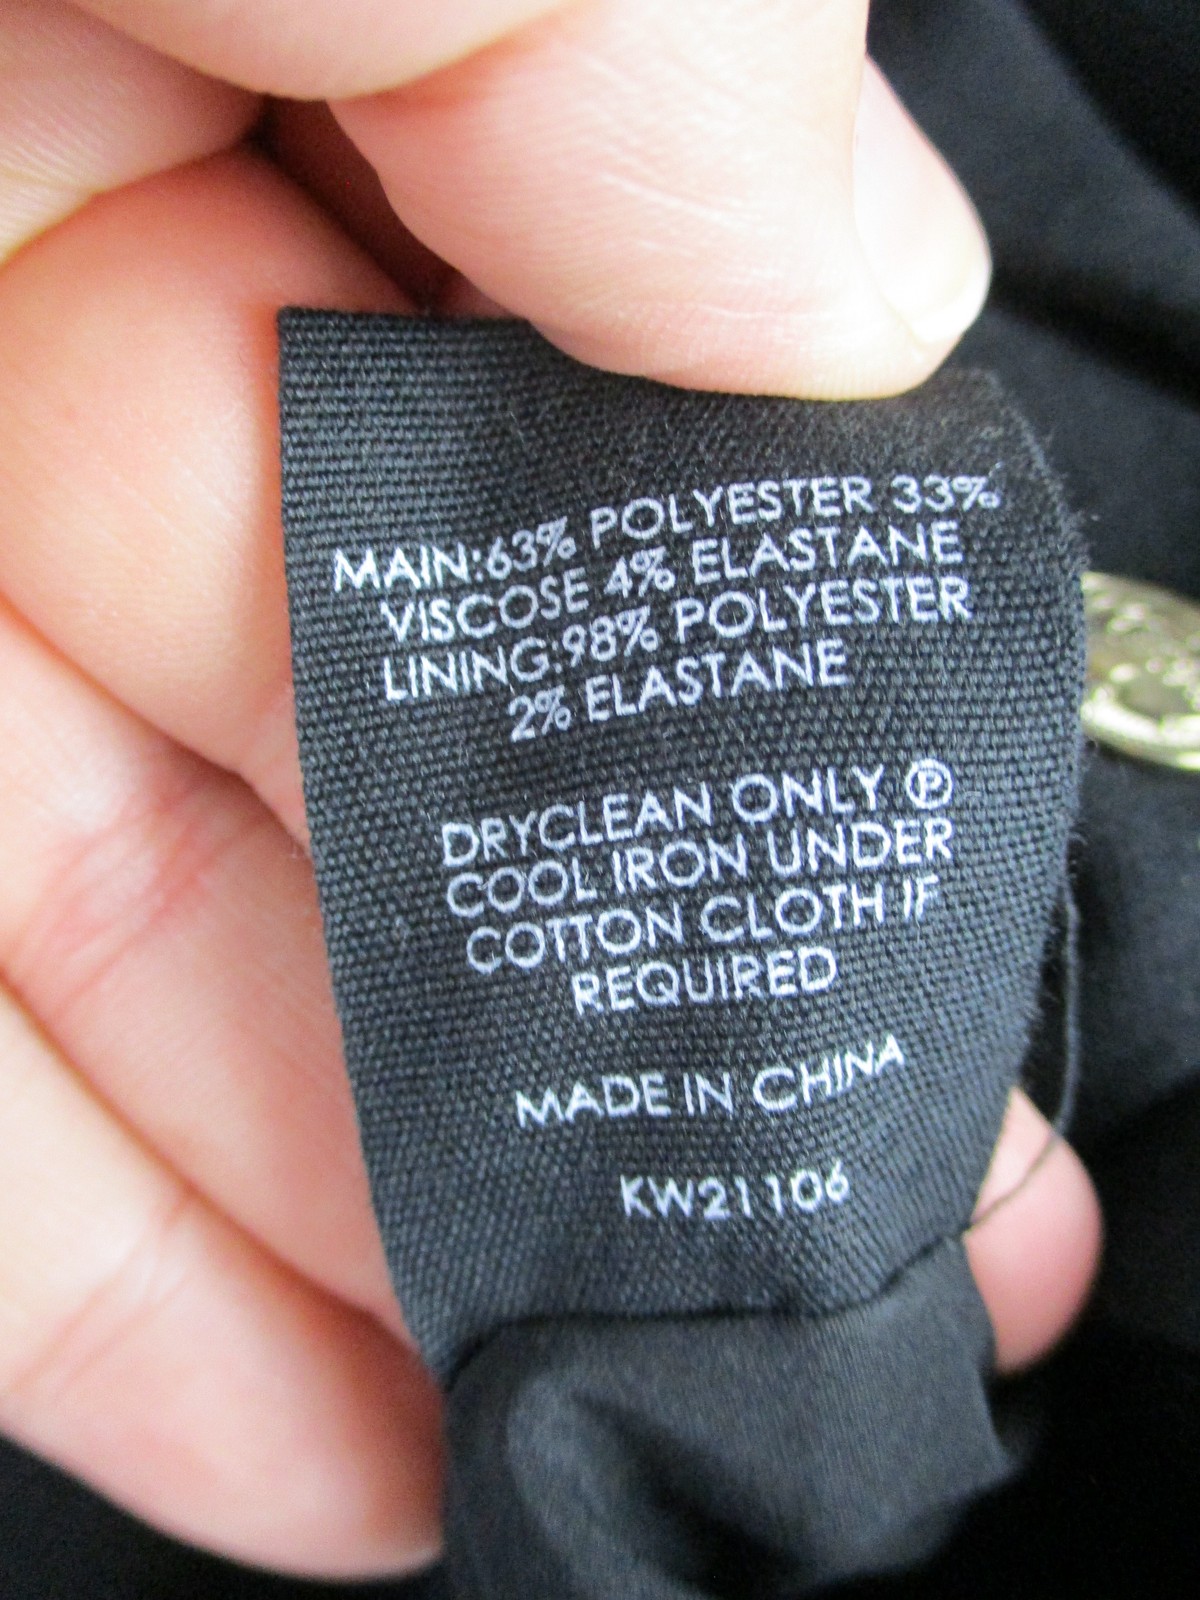 MAIN:63% POLYESTER 33%
VISCOSE 4% ELASTANE
LINING:98% POLYESTER
2% ELASTANE
DRYCLEAN ONLY Ⓟ
COOL IRON UNDER
COTTON CLOTH IF
REQUIRED
MADE IN CHINA
KW21106